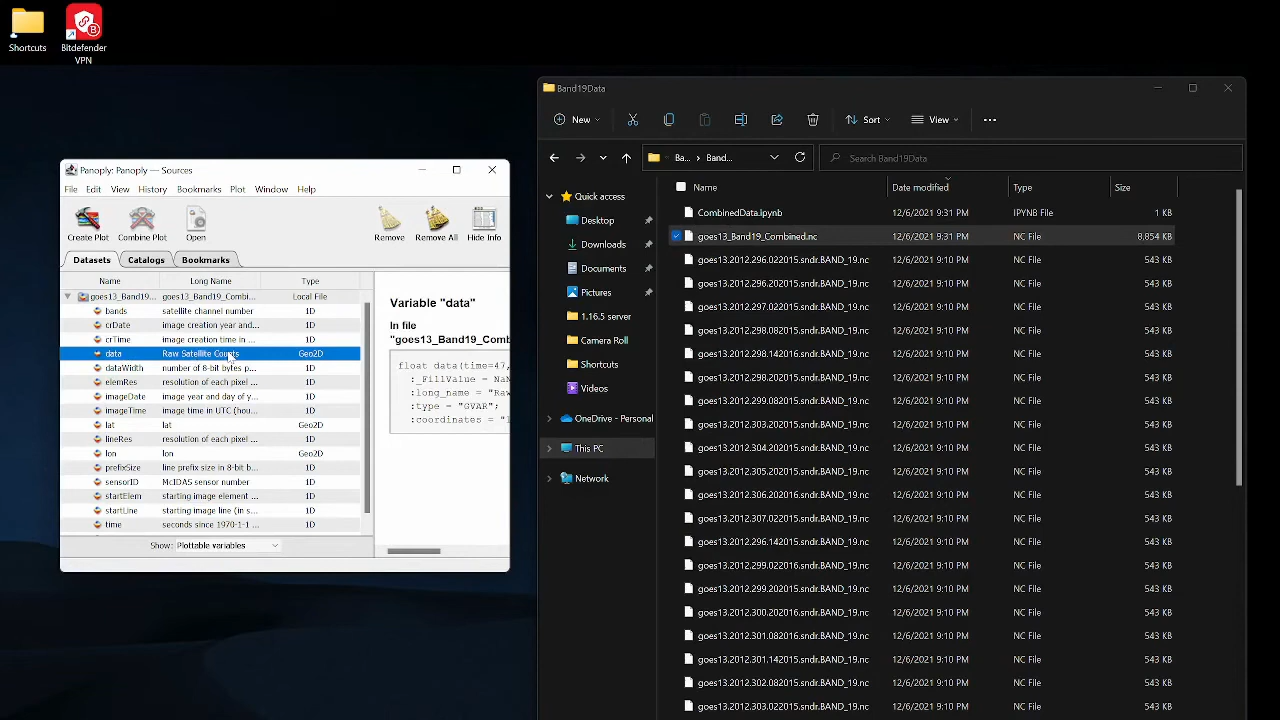 Shortcuts
Bitdefender
VPN
Panoply: Panoply — Sources
File Edit View History Bookmarks Plot Window Help
Create Plot Combine Plot Open Remove Remove All Hide Info
Datasets Catalogs Bookmarks
Name Long Name Type
goes13_Band19... goes13_Band19_Combi... Local File
bands satellite channel number 1D
crDate image creation year and... 1D
crTime image creation time in ... 1D
data Raw Satellite Counts Geo2D
dataWidth number of 8-bit bytes p... 1D
elemRes resolution of each pixel ... 1D
imageDate image year and day of y... 1D
imageTime image time in UTC (hou... 1D
lat lat Geo2D
lineRes resolution of each pixel ... 1D
lon lon Geo2D
prefixSize line prefix size in 8-bit b... 1D
sensorID McIDAS sensor number 1D
startElem starting image element ... 1D
startLine starting image line (in s... 1D
time seconds since 1970-1-1 ... 1D
Show: Plottable variables
Variable "data"
In file
"goes13_Band19_Comb
float data(time=47,
:_FillValue = NaN
:long_name = "Raw
:type = "GVAR";
:coordinates = "l
Band19Data
New Sort View ...
Ba... > Band... Search Band19Data
Quick access
Desktop
Downloads
Documents
Pictures
1.16.5 server
Camera Roll
Shortcuts
Videos
OneDrive - Personal
This PC
Network
Name Date modified Type Size
CombinedData.ipynb 12/6/2021 9:31 PM IPYNB File 1 KB
goes13_Band19_Combined.nc 12/6/2021 9:31 PM NC File 8,854 KB
goes13.2012.296.022015.sndr.BAND_19.nc 12/6/2021 9:10 PM NC File 543 KB
goes13.2012.296.202015.sndr.BAND_19.nc 12/6/2021 9:10 PM NC File 543 KB
goes13.2012.297.022015.sndr.BAND_19.nc 12/6/2021 9:10 PM NC File 543 KB
goes13.2012.298.082015.sndr.BAND_19.nc 12/6/2021 9:10 PM NC File 543 KB
goes13.2012.298.142016.sndr.BAND_19.nc 12/6/2021 9:10 PM NC File 543 KB
goes13.2012.298.202015.sndr.BAND_19.nc 12/6/2021 9:10 PM NC File 543 KB
goes13.2012.299.082015.sndr.BAND_19.nc 12/6/2021 9:10 PM NC File 543 KB
goes13.2012.303.082015.sndr.BAND_19.nc 12/6/2021 9:10 PM NC File 543 KB
goes13.2012.304.202015.sndr.BAND_19.nc 12/6/2021 9:10 PM NC File 543 KB
goes13.2012.305.202015.sndr.BAND_19.nc 12/6/2021 9:10 PM NC File 543 KB
goes13.2012.306.202015.sndr.BAND_19.nc 12/6/2021 9:10 PM NC File 543 KB
goes13.2012.307.022015.sndr.BAND_19.nc 12/6/2021 9:10 PM NC File 543 KB
goes13.2012.296.142015.sndr.BAND_19.nc 12/6/2021 9:10 PM NC File 543 KB
goes13.2012.299.022015.sndr.BAND_19.nc 12/6/2021 9:10 PM NC File 543 KB
goes13.2012.299.202015.sndr.BAND_19.nc 12/6/2021 9:10 PM NC File 543 KB
goes13.2012.300.202016.sndr.BAND_19.nc 12/6/2021 9:10 PM NC File 543 KB
goes13.2012.301.082016.sndr.BAND_19.nc 12/6/2021 9:10 PM NC File 543 KB
goes13.2012.301.142015.sndr.BAND_19.nc 12/6/2021 9:10 PM NC File 543 KB
goes13.2012.302.082015.sndr.BAND_19.nc 12/6/2021 9:10 PM NC File 543 KB
goes13.2012.303.022015.sndr.BAND_19.nc 12/6/2021 9:10 PM NC File 543 KB